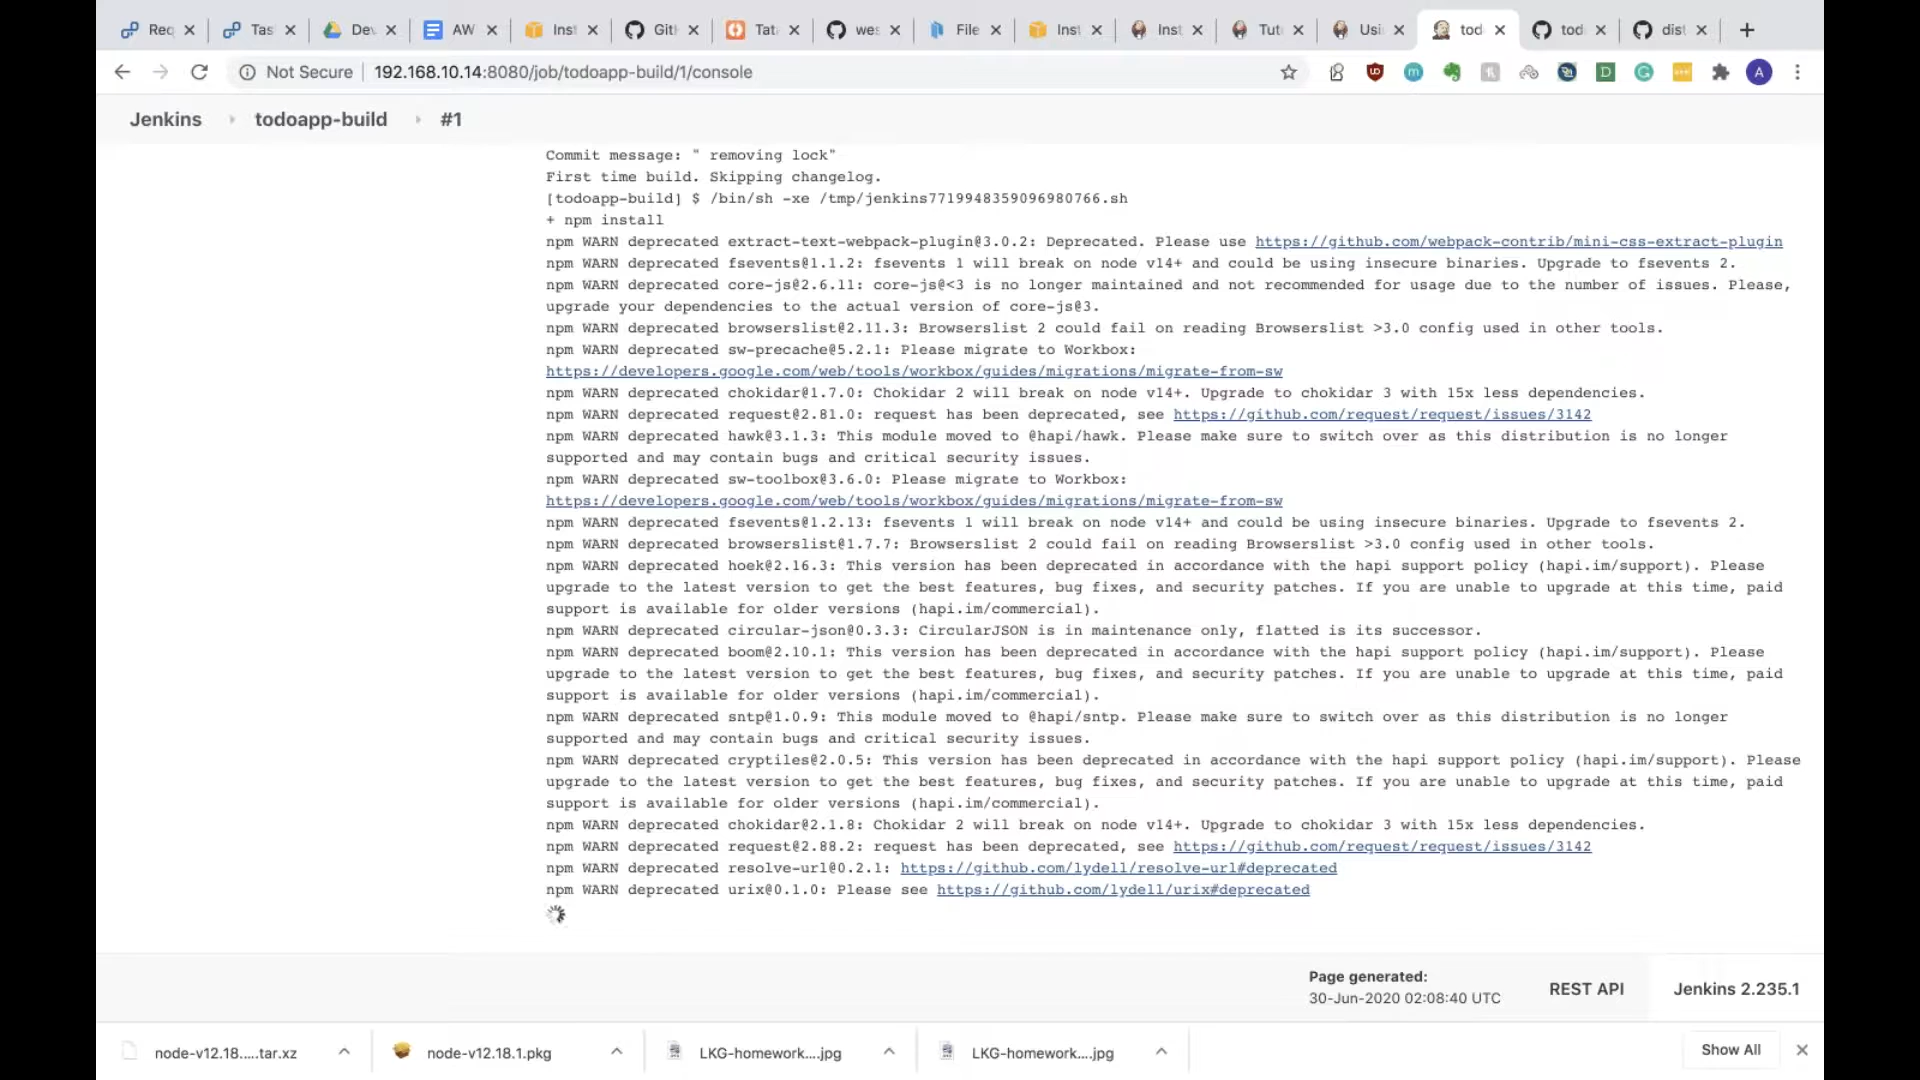 Req
Tas
Dev
AW
Inst
Gith
Tata
wes
File
Inst
Inst
Tuto
Usin
tod
tod
dist
Not Secure
192.168.10.14:8080/job/todoapp-build/1/console
Jenkins
todoapp-build
#1
Commit message: " removing lock"
First time build. Skipping changelog.
[todoapp-build] $ /bin/sh -xe /tmp/jenkins7719948359096980766.sh
+ npm install
npm WARN deprecated extract-text-webpack-plugin@3.0.2: Deprecated. Please use https://github.com/webpack-contrib/mini-css-extract-plugin
npm WARN deprecated fsevents@1.1.2: fsevents 1 will break on node v14+ and could be using insecure binaries. Upgrade to fsevents 2.
npm WARN deprecated core-js@2.6.11: core-js@<3 is no longer maintained and not recommended for usage due to the number of issues. Please,
upgrade your dependencies to the actual version of core-js@3.
npm WARN deprecated browserslist@2.11.3: Browserslist 2 could fail on reading Browserslist >3.0 config used in other tools.
npm WARN deprecated sw-precache@5.2.1: Please migrate to Workbox:
https://developers.google.com/web/tools/workbox/guides/migrations/migrate-from-sw
npm WARN deprecated chokidar@1.7.0: Chokidar 2 will break on node v14+. Upgrade to chokidar 3 with 15x less dependencies.
npm WARN deprecated request@2.81.0: request has been deprecated, see https://github.com/request/request/issues/3142
npm WARN deprecated hawk@3.1.3: This module moved to @hapi/hawk. Please make sure to switch over as this distribution is no longer
supported and may contain bugs and critical security issues.
npm WARN deprecated sw-toolbox@3.6.0: Please migrate to Workbox:
https://developers.google.com/web/tools/workbox/guides/migrations/migrate-from-sw
npm WARN deprecated fsevents@1.2.13: fsevents 1 will break on node v14+ and could be using insecure binaries. Upgrade to fsevents 2.
npm WARN deprecated browserslist@1.7.7: Browserslist 2 could fail on reading Browserslist >3.0 config used in other tools.
npm WARN deprecated hoek@2.16.3: This version has been deprecated in accordance with the hapi support policy (hapi.im/support). Please
upgrade to the latest version to get the best features, bug fixes, and security patches. If you are unable to upgrade at this time, paid
support is available for older versions (hapi.im/commercial).
npm WARN deprecated circular-json@0.3.3: CircularJSON is in maintenance only, flatted is its successor.
npm WARN deprecated boom@2.10.1: This version has been deprecated in accordance with the hapi support policy (hapi.im/support). Please
upgrade to the latest version to get the best features, bug fixes, and security patches. If you are unable to upgrade at this time, paid
support is available for older versions (hapi.im/commercial).
npm WARN deprecated sntp@1.0.9: This module moved to @hapi/sntp. Please make sure to switch over as this distribution is no longer
supported and may contain bugs and critical security issues.
npm WARN deprecated cryptiles@2.0.5: This version has been deprecated in accordance with the hapi support policy (hapi.im/support). Please
upgrade to the latest version to get the best features, bug fixes, and security patches. If you are unable to upgrade at this time, paid
support is available for older versions (hapi.im/commercial).
npm WARN deprecated chokidar@2.1.8: Chokidar 2 will break on node v14+. Upgrade to chokidar 3 with 15x less dependencies.
npm WARN deprecated request@2.88.2: request has been deprecated, see https://github.com/request/request/issues/3142
npm WARN deprecated resolve-url@0.2.1: https://github.com/lydell/resolve-url#deprecated
npm WARN deprecated urix@0.1.0: Please see https://github.com/lydell/urix#deprecated
Page generated:
30-Jun-2020 02:08:40 UTC
REST API
Jenkins 2.235.1
node-v12.18.....tar.xz
node-v12.18.1.pkg
LKG-homework....jpg
LKG-homework....jpg
Show All